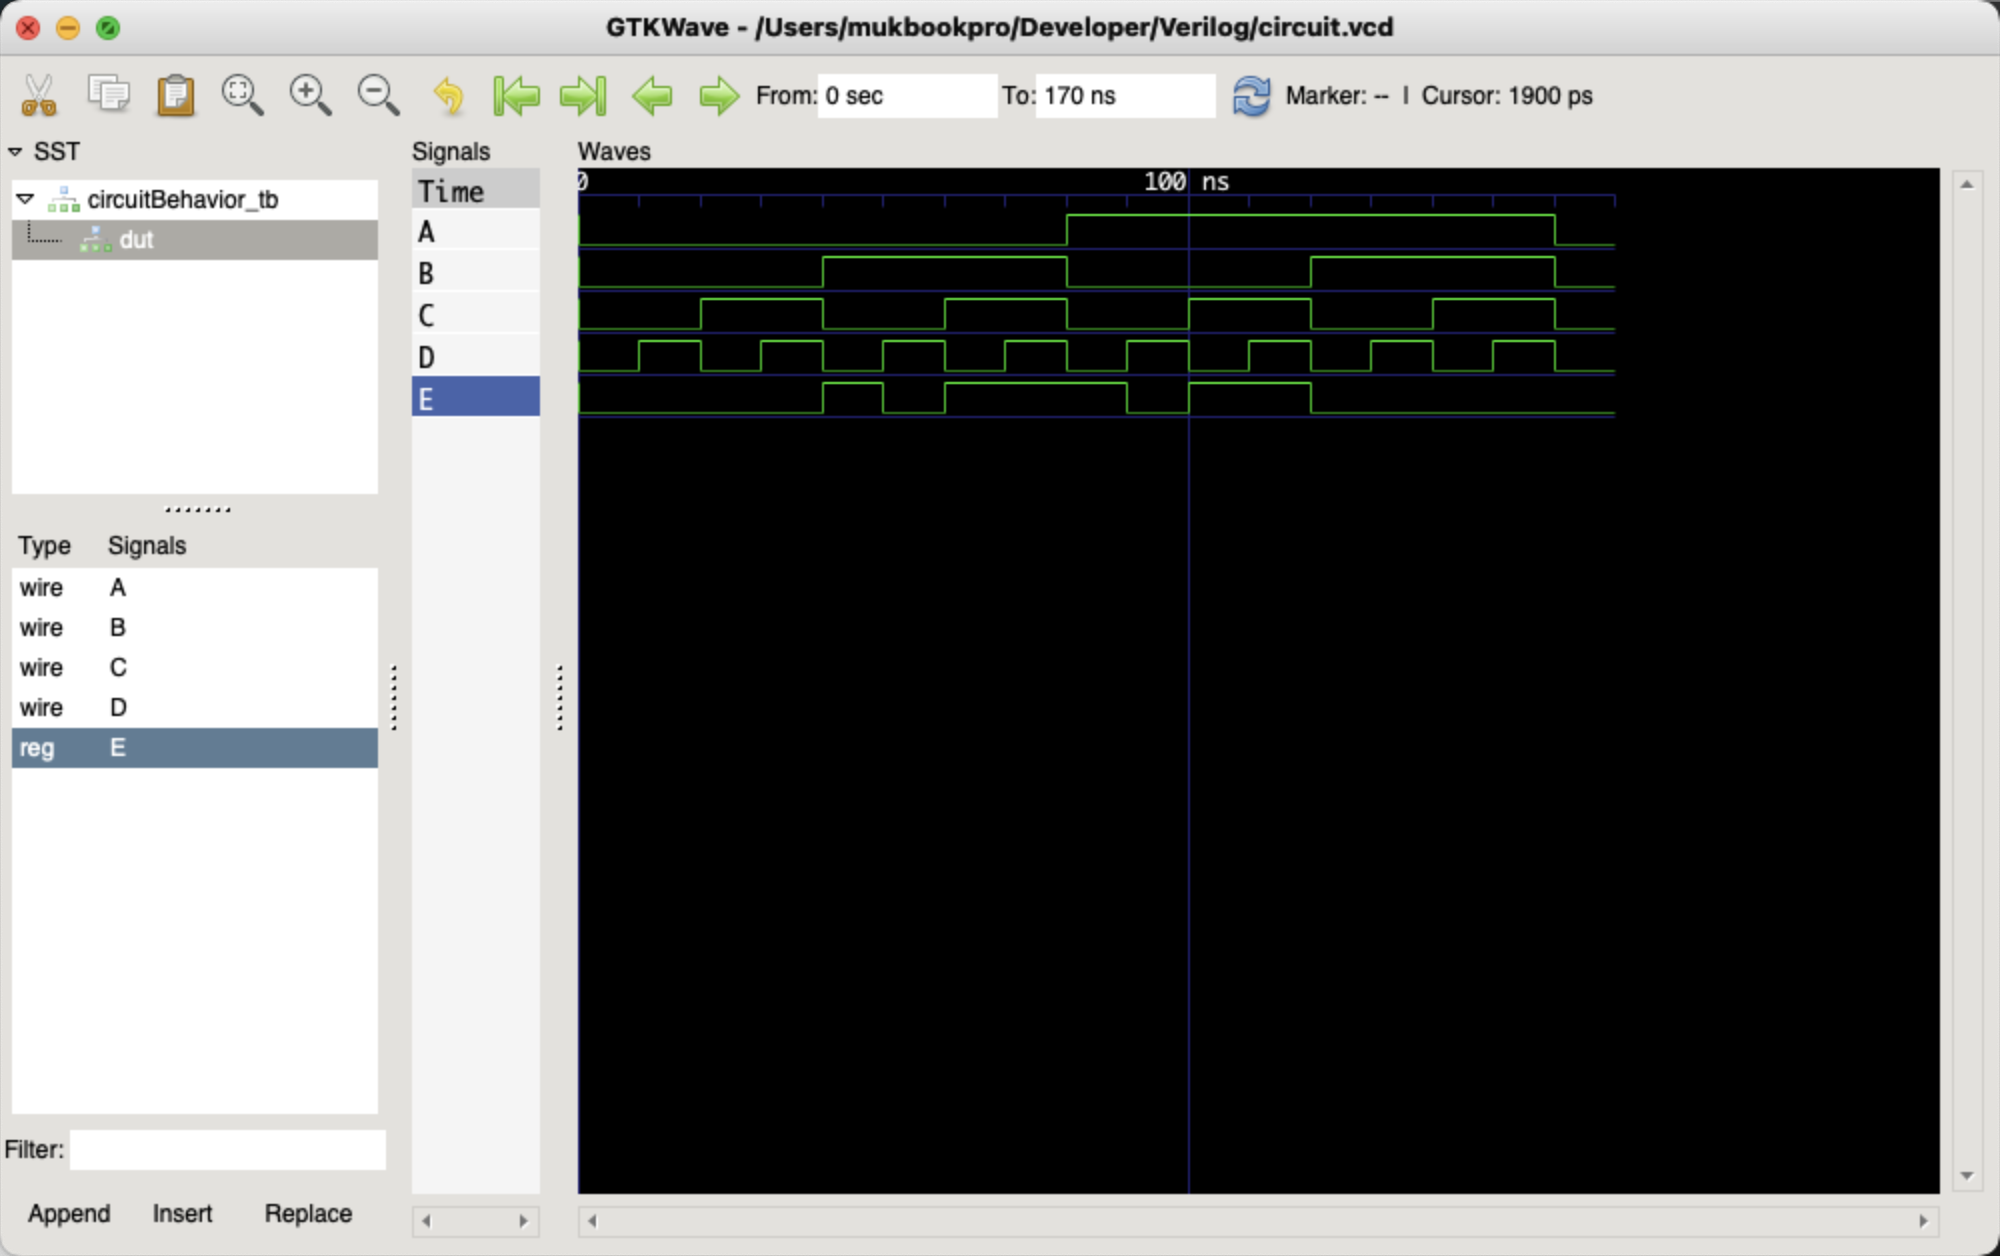 GTKWave - /Users/mukbookpro/Developer/Verilog/circuit.vcd
From: 0 sec To: 170 ns Marker: -- | Cursor: 1900 ps
SST
circuitBehavior_tb
dut
Type Signals
wire A
wire B
wire C
wire D
reg E
Filter:
Append Insert Replace
Signals
Time
A
B
C
D
E
Waves
0 100 ns